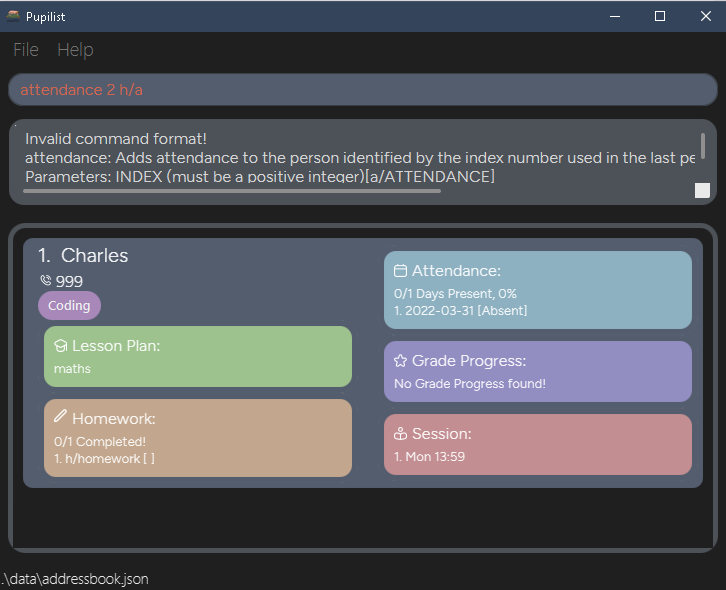 Pupilist
File Help
attendance 2 h/a
Invalid command format!
attendance: Adds attendance to the person identified by the index number used in the last pe
Parameters: INDEX (must be a positive integer)[a/ATTENDANCE]
1. Charles
999
Coding
Lesson Plan:
maths
Homework:
0/1 Completed!
1. h/homework [ ]
Attendance:
0/1 Days Present, 0%
1. 2022-03-31 [Absent]
Grade Progress:
No Grade Progress found!
Session:
1. Mon 13:59
.\data\addressbook.json